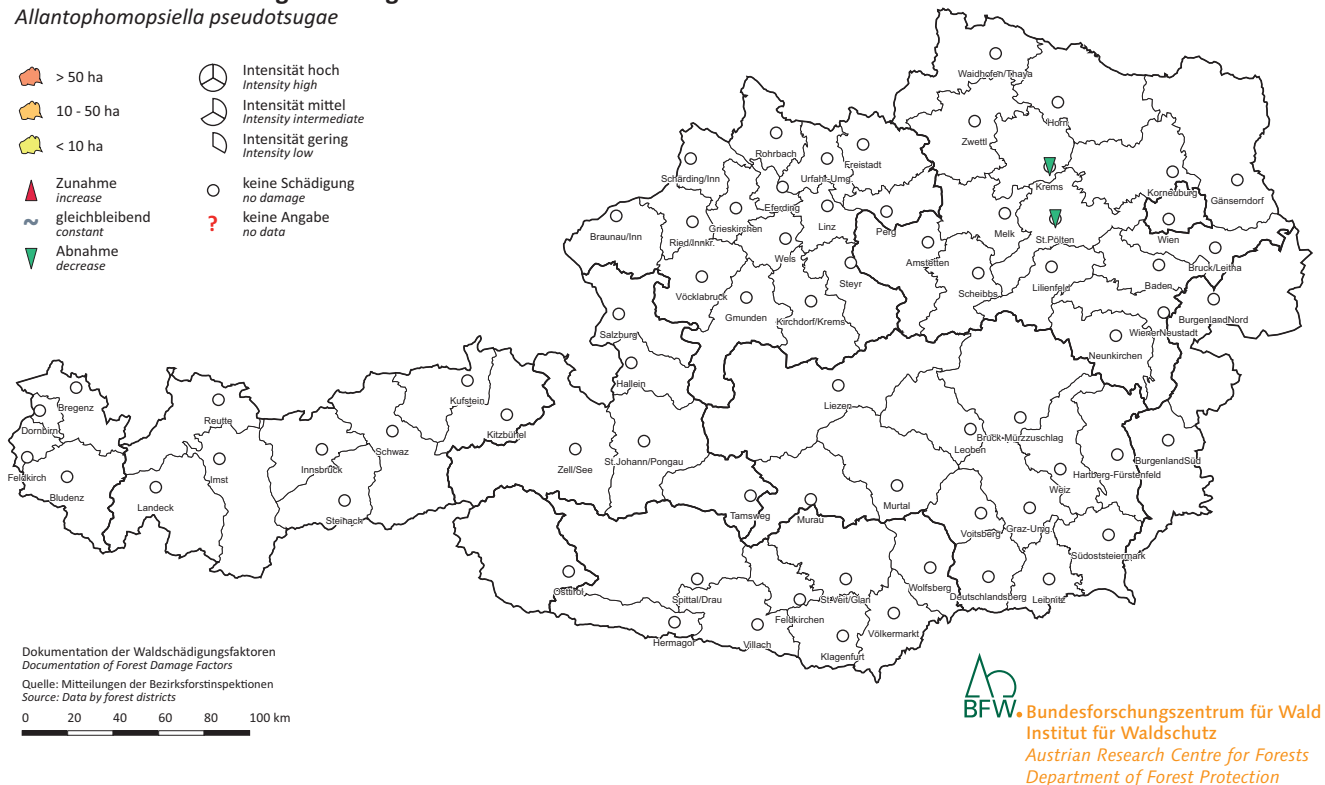 Allantophomopsiella pseudotsugae
> 50 ha
10 - 50 ha
< 10 ha
Zunahme
increase
~ gleichbleibend
constant
Abnahme
decrease
Intensität hoch
Intensity high
Intensität mittel
Intensity intermediate
Intensität gering
Intensity low
keine Schädigung
no damage
? keine Angabe
no data
Waidhofen/Thaya
Horn
Zwettl
Krems
Korneuburg
Gänserndorf
Rohrbach
Freistadt
Urfahr-Umg.
Schärding/Inn
Eferding
Grieskirchen
Linz
Perg
Melk
St.Pölten
Wien
Braunau/Inn
Ried/Innkr.
Wels
Amstetten
Bruck/Leitha
Steyr
Scheibbs
Lilienfeld
Baden
Vöcklabruck
Gmunden
Kirchdorf/Krems
BurgenlandNord
WienerNeustadt
Salzburg
Neunkirchen
Hallein
Kufstein
Liezen
Bregenz
Reutte
Kitzbühel
Dornbirn
Bruck-Mürzzuschlag
Leoben
Schwaz
St.Johann/Pongau
Zell/See
BurgenlandSüd
Innsbruck
Hartberg-Fürstenfeld
Feldkirch
Imst
Weiz
Bludenz
Landeck
Murtal
Steinach
Tamsweg
Murau
Graz-Umg.
Voitsberg
Südoststeiermark
Osttirol
Spittal/Drau
St.Veit/Glan
Wolfsberg
Deutschlandsberg
Leibnitz
Feldkirchen
Völkermarkt
Hermagor
Villach
Klagenfurt
Dokumentation der Waldschädigungsfaktoren
Documentation of Forest Damage Factors
Quelle: Mitteilungen der Bezirksforstinspektionen
Source: Data by forest districts
0 20 40 60 80 100 km
BFW.
Bundesforschungszentrum für Wald
Institut für Waldschutz
Austrian Research Centre for Forests
Department of Forest Protection